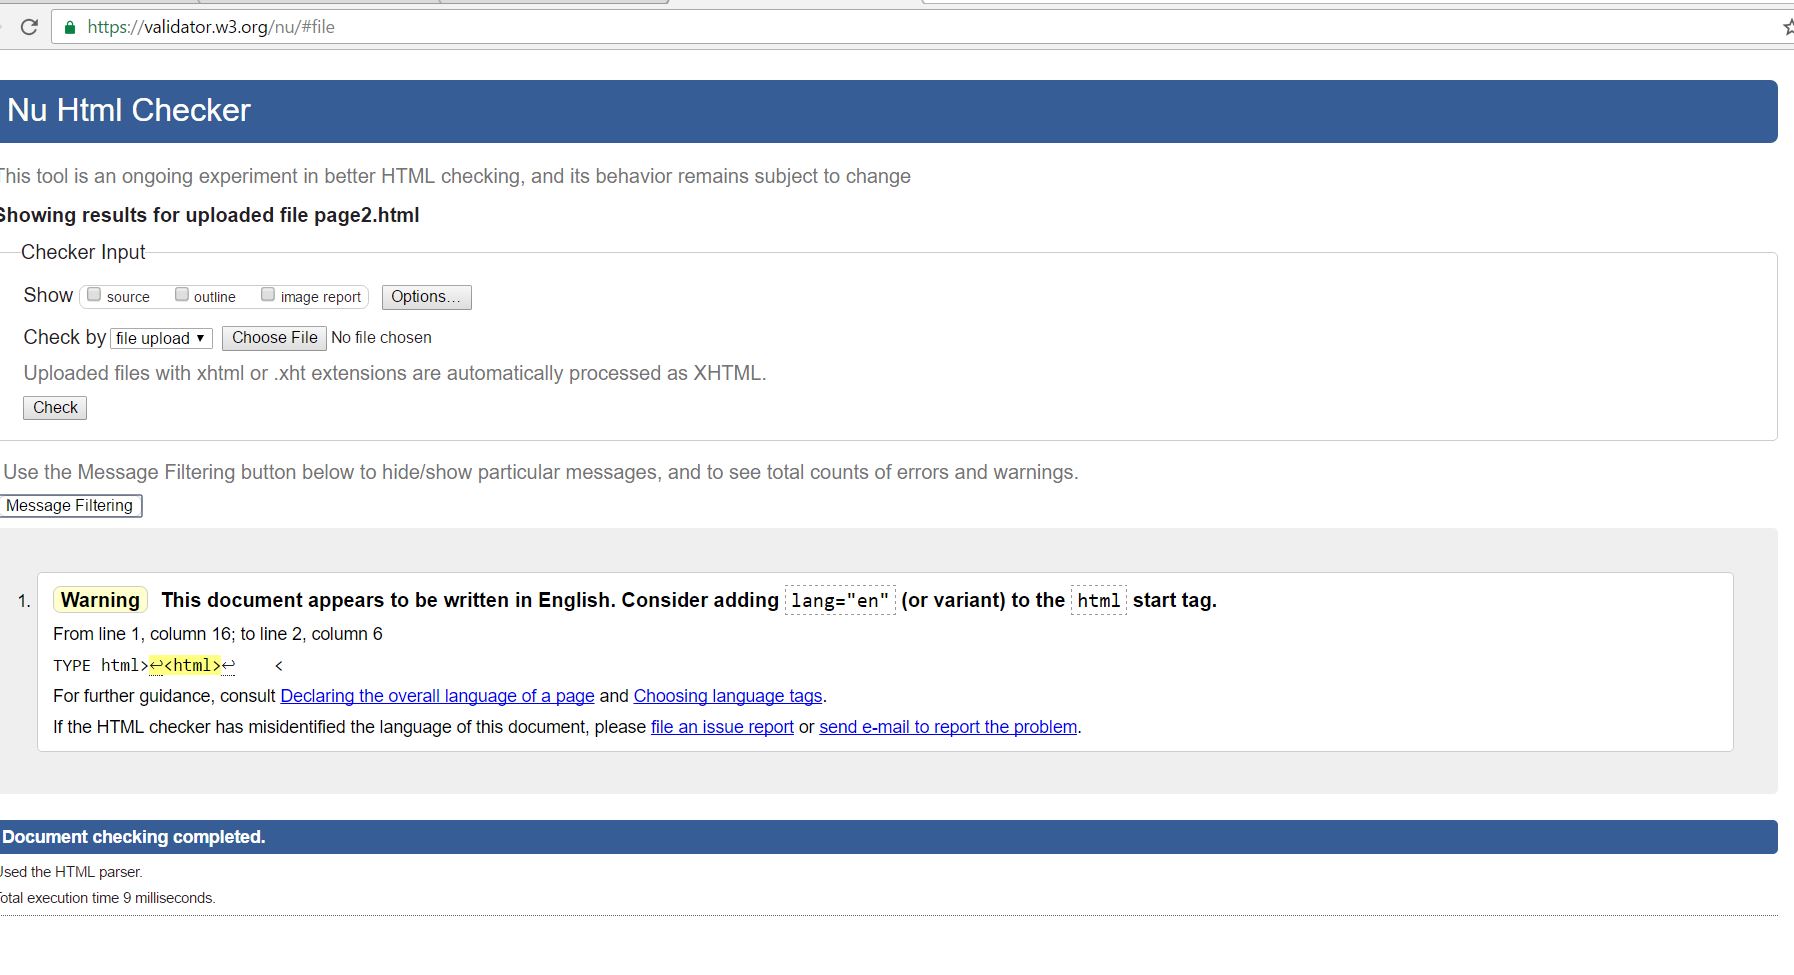 https://validator.w3.org/nu/#file
Nu Html Checker
This tool is an ongoing experiment in better HTML checking, and its behavior remains subject to change
Showing results for uploaded file page2.html
Checker Input
Show source outline image report Options...
Check by file upload ▼ Choose File No file chosen
Uploaded files with xhtml or .xht extensions are automatically processed as XHTML.
Check
Use the Message Filtering button below to hide/show particular messages, and to see total counts of errors and warnings.
Message Filtering
1. Warning This document appears to be written in English. Consider adding lang="en" (or variant) to the html start tag.
From line 1, column 16; to line 2, column 6
TYPE html>↩<html>↩ <
For further guidance, consult Declaring the overall language of a page and Choosing language tags.
If the HTML checker has misidentified the language of this document, please file an issue report or send e-mail to report the problem.
Document checking completed.
Used the HTML parser.
Total execution time 9 milliseconds.